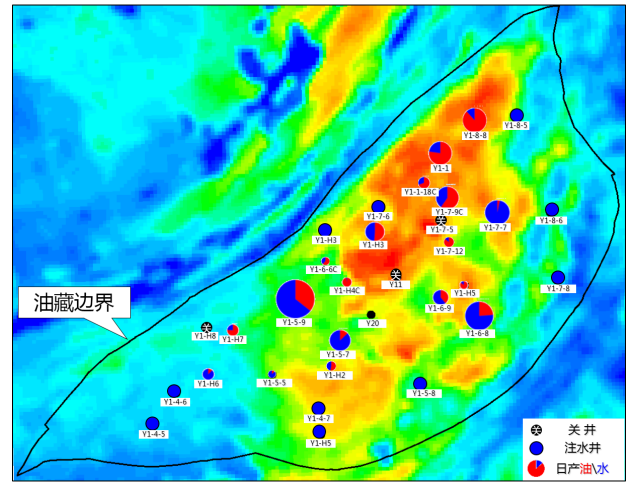 Y1-8-5
Y1-8-8
Y1-1
Y1-1-18C
Y1-7-9C
Y1-7-6
Y1-7-7
Y1-8-6
Y1-7-5
关
Y1-H3
Y1-H3
Y1-7-12
Y1-6-6C
关
Y11
Y1-H4C
Y1-H5
Y1-7-8
油藏边界
Y1-6-9
Y1-5-9
Y20
Y1-6-8
关
Y1-H8
Y1-H7
Y1-5-7
Y1-H6
Y1-5-5
Y1-H2
Y1-5-8
Y1-4-6
Y1-4-7
Y1-4-5
Y1-H5
关 关 井
注水井
日产油\水